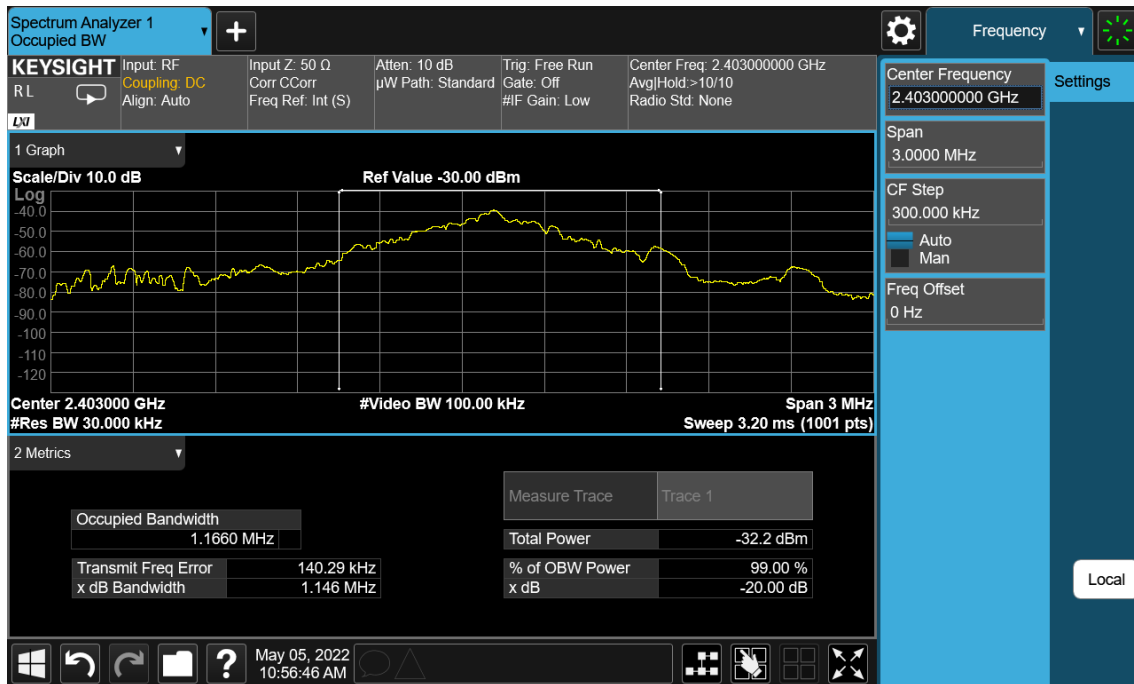 Spectrum Analyzer 1
Occupied BW
Frequency
KEYSIGHT
R L
LXI
Input: RF
Coupling: DC
Align: Auto
Input Z: 50 Ω
Corr CCorr
Freq Ref: Int (S)
Atten: 10 dB
µW Path: Standard
Trig: Free Run
Gate: Off
#IF Gain: Low
Center Freq: 2.403000000 GHz
Avg|Hold:>10/10
Radio Std: None
Center Frequency
2.403000000 GHz
Settings
Span
3.0000 MHz
CF Step
300.000 kHz
Auto
Man
Freq Offset
0 Hz
Local
1 Graph
Scale/Div 10.0 dB
Ref Value -30.00 dBm
Log
-40.0
-50.0
-60.0
-70.0
-80.0
-90.0
-100
-110
-120
Center 2.403000 GHz
#Video BW 100.00 kHz
Span 3 MHz
#Res BW 30.000 kHz
Sweep 3.20 ms (1001 pts)
2 Metrics
Measure Trace
Trace 1
Occupied Bandwidth
1.1660 MHz
Total Power
-32.2 dBm
Transmit Freq Error
140.29 kHz
% of OBW Power
99.00 %
x dB Bandwidth
1.146 MHz
x dB
-20.00 dB
?
May 05, 2022
10:56:46 AM